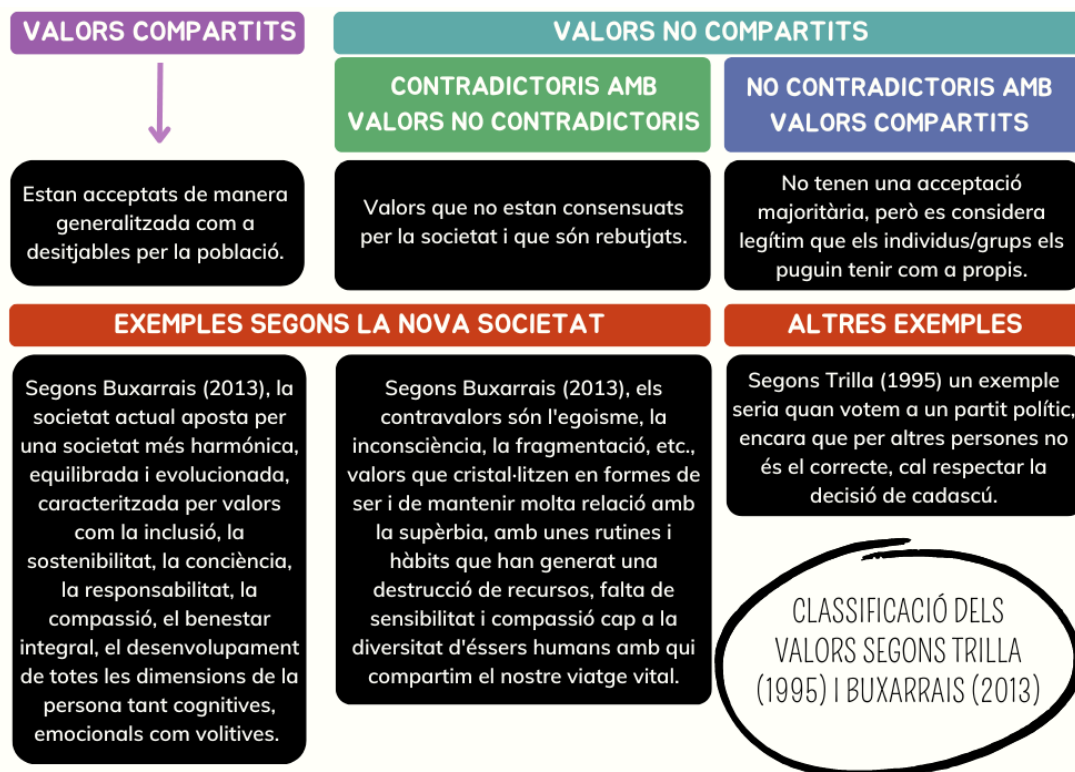 VALORS COMPARTITS
VALORS NO COMPARTITS
CONTRADICTORIS AMB
VALORS NO CONTRADICTORIS
NO CONTRADICTORIS AMB
VALORS COMPARTITS
Estan acceptats de manera
generalitzada com a
desitjables per la població.
Valors que no estan consensuats
per la societat i que són rebutjats.
No tenen una acceptació
majoritària, però es considera
legítim que els individus/grups els
puguin tenir com a propis.
EXEMPLES SEGONS LA NOVA SOCIETAT
ALTRES EXEMPLES
Segons Buxarrais (2013), la
societat actual aposta per
una societat més harmónica,
equilibrada i evolucionada,
caracteritzada per valors
com la inclusió, la
sostenibilitat, la conciència,
la responsabilitat, la
compassió, el benestar
integral, el desenvolupament
de totes les dimensions de la
persona tant cognitives,
emocionals com volitives.
Segons Buxarrais (2013), els
contravalors són l'egoisme, la
inconsciència, la fragmentació, etc.,
valors que cristal·litzen en formes de
ser i de mantenir molta relació amb
la supèrbia, amb unes rutines i
hàbits que han generat una
destrucció de recursos, falta de
sensibilitat i compassió cap a la
diversitat d'éssers humans amb qui
compartim el nostre viatge vital.
Segons Trilla (1995) un exemple
seria quan votem a un partit polític,
encara que per altres persones no
és el correcte, cal respectar la
decisió de cadascú.
CLASSIFICACIÓ DELS
VALORS SEGONS TRILLA
(1995) I BUXARRAIS (2013)